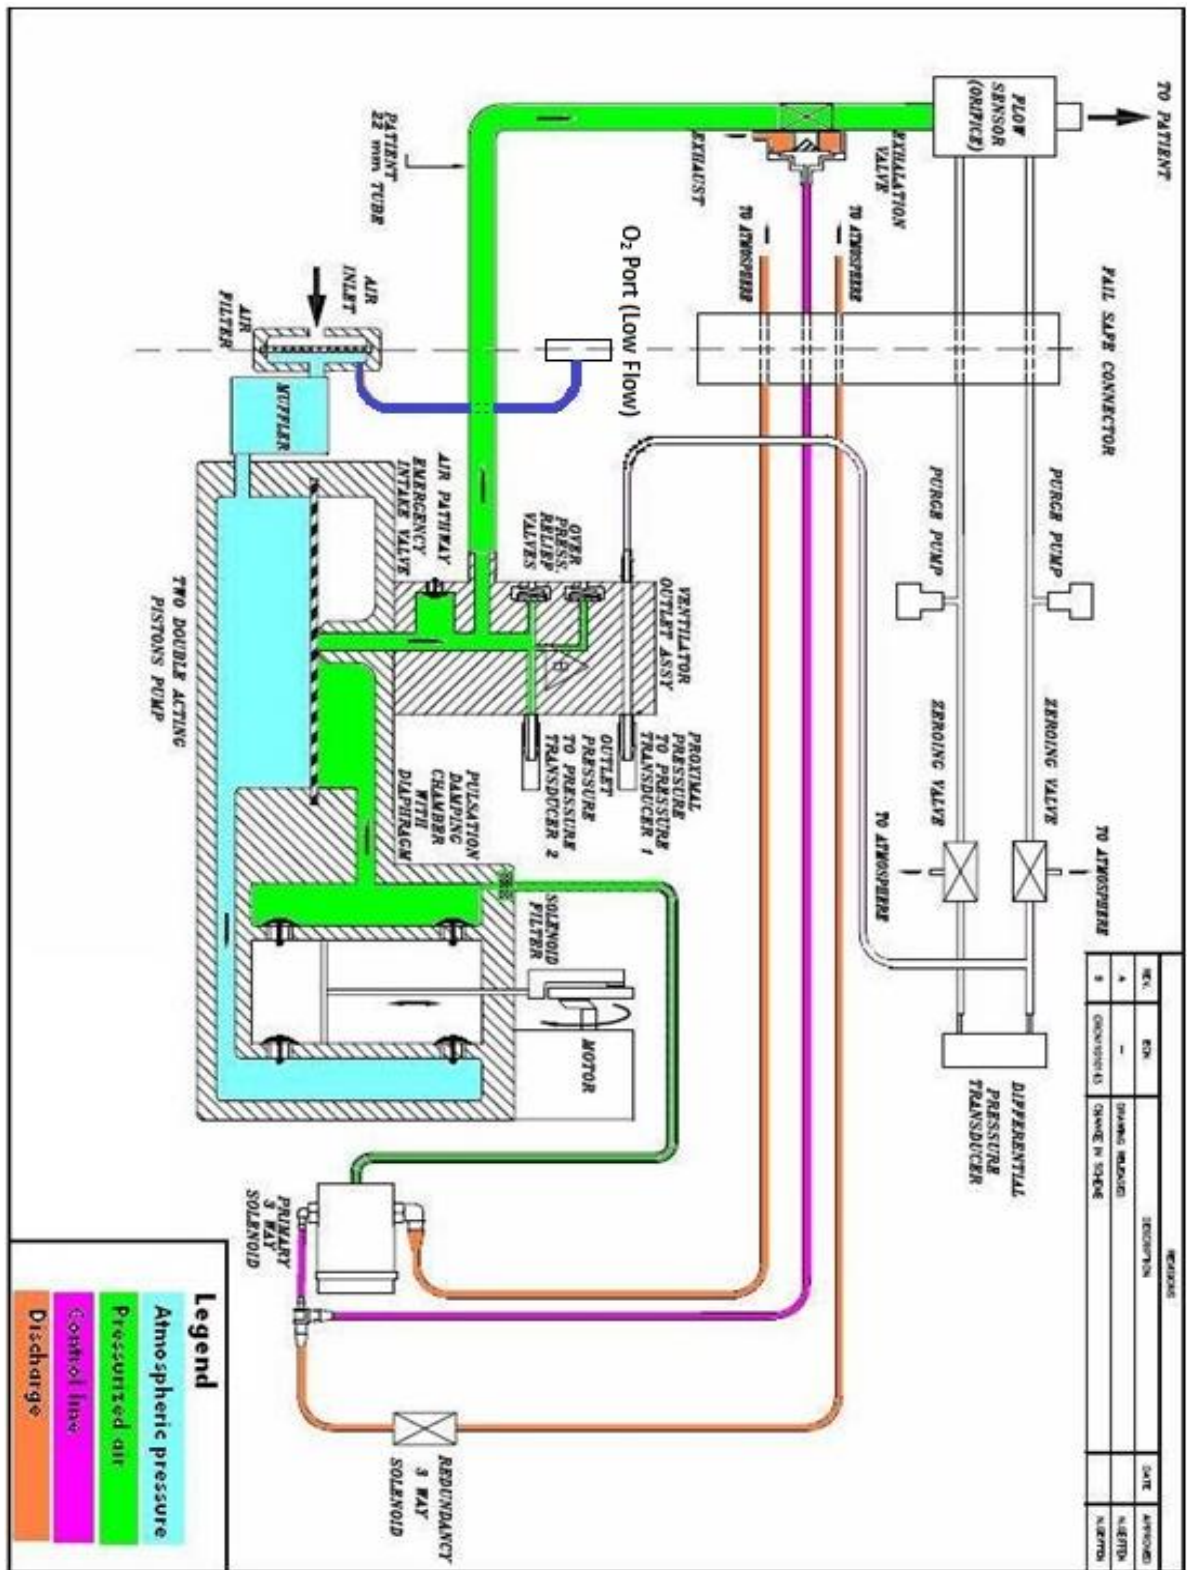 TO PATIENT
FLOW
SENSOR
(ORIFICE)
EXHALATION
VALVE
EXHAUST
PATIENT
22 mm TUBE
TO ATMOSPHERE
TO ATMOSPHERE
FAIL SAFE CONNECTOR
O₂ Port (Low Flow)
AIR
INLET
AIR
FILTER
MUFFLER
PURGE PUMP
PURGE PUMP
AIR PATHWAY
EMERGENCY
INTAKE VALVE
OVER
PRESS.
RELIEF
VALVES
VENTILATOR
OUTLET ASSY
TWO DOUBLE ACTING
PISTONS PUMP
ZEROING VALVE
ZEROING VALVE
TO ATMOSPHERE
TO ATMOSPHERE
PROXIMAL
PRESSURE
TO PRESSURE
TRANSDUCER 1
OUTLET
PRESSURE
TO PRESSURE
TRANSDUCER 2
PULSATION
DAMPING
CHAMBER
WITH
DIAPHRAGM
SOLENOID
FILTER
MOTOR
DIFFERENTIAL
PRESSURE
TRANSDUCER
PRIMARY
3 WAY
SOLENOID
REDUNDANCY
3 WAY
SOLENOID
REVISIONS
REV. ECN DESCRIPTION DATE APPROVED
A — DRAWING RELEASED N.GEFFEN
B CHANGE IN SCHEME N.GEFFEN
Legend
Atmospheric pressure
Pressurized air
Control line
Discharge